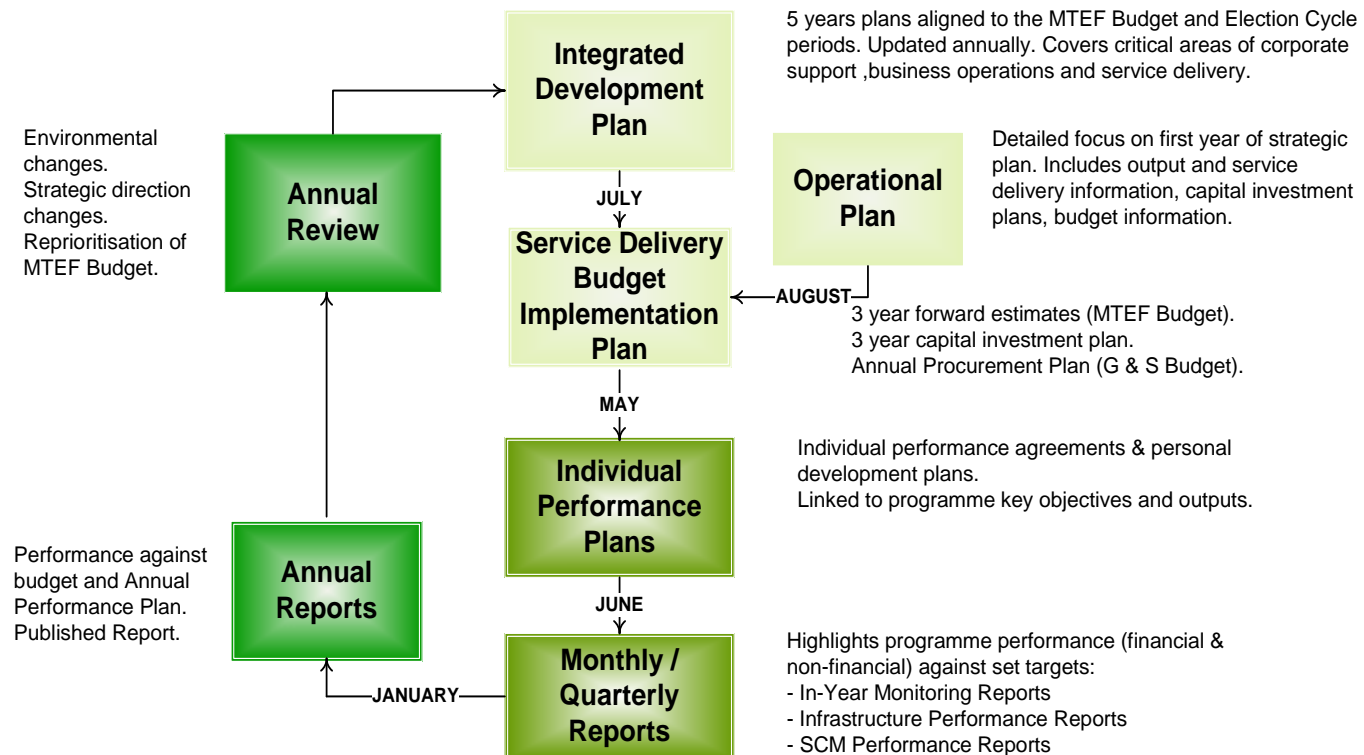 5 years plans aligned to the MTEF Budget and Election Cycle
periods. Updated annually. Covers critical areas of corporate
support ,business operations and service delivery.
Integrated
Development
Plan
Environmental
changes.
Strategic direction
changes.
Reprioritisation of
MTEF Budget.
Annual
Review
JULY
Operational
Plan
Detailed focus on first year of strategic
plan. Includes output and service
delivery information, capital investment
plans, budget information.
Service Delivery
Budget
Implementation
Plan
AUGUST
3 year forward estimates (MTEF Budget).
3 year capital investment plan.
Annual Procurement Plan (G & S Budget).
MAY
Individual
Performance
Plans
Individual performance agreements & personal
development plans.
Linked to programme key objectives and outputs.
Performance against
budget and Annual
Performance Plan.
Published Report.
Annual
Reports
JUNE
Monthly /
Quarterly
Reports
JANUARY
Highlights programme performance (financial &
non-financial) against set targets:
- In-Year Monitoring Reports
- Infrastructure Performance Reports
- SCM Performance Reports